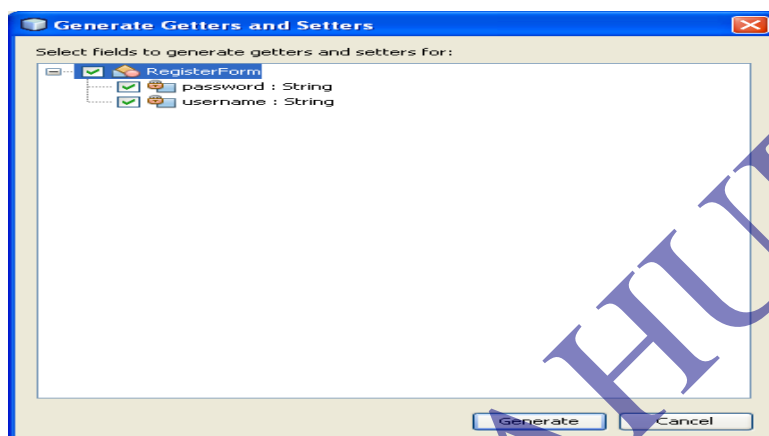 Generate Getters and Setters
Select fields to generate getters and setters for:
RegisterForm
password : String
username : String
AHU
Generate
Cancel